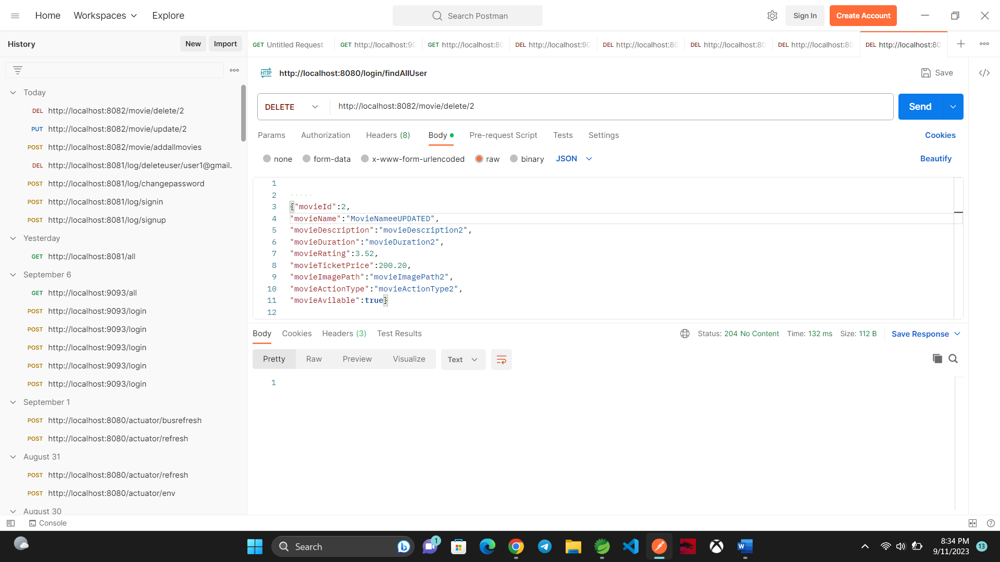 Home
Workspaces
Explore
Search Postman
Sign In
Create Account
History
New
Import
GET Untitled Request
GET http://localhost:90
GET http://localhost:80
DEL http://localhost:90
DEL http://localhost:80
DEL http://localhost:80
DEL http://localhost:80
DEL http://localhost:80
Today
DEL http://localhost:8082/movie/delete/2
PUT http://localhost:8082/movie/update/2
POST http://localhost:8082/movie/addallmovies
DEL http://localhost:8081/log/deleteuser/user1@gmail.
POST http://localhost:8081/log/changepassword
POST http://localhost:8081/log/signin
POST http://localhost:8081/log/signup
Yesterday
GET http://localhost:8081/all
September 6
GET http://localhost:9093/all
POST http://localhost:9093/login
POST http://localhost:9093/login
POST http://localhost:9093/login
POST http://localhost:9093/login
POST http://localhost:9093/login
September 1
POST http://localhost:8080/actuator/busrefresh
POST http://localhost:8080/actuator/refresh
August 31
POST http://localhost:8080/actuator/refresh
POST http://localhost:8080/actuator/env
August 30
HTTP http://localhost:8080/login/findAllUser
Save
DELETE
http://localhost:8082/movie/delete/2
Send
Params Authorization Headers (8) Body Pre-request Script Tests Settings
Cookies
none form-data x-www-form-urlencoded raw binary JSON
Beautify
1
2
3 {"movieId":2,
4 "movieName":"MovieNameeUPDATED",
5 "movieDescription":"movieDescription2",
6 "movieDuration":"movieDuration2",
7 "movieRating":3.52,
8 "movieTicketPrice":200.20,
9 "movieImagePath":"movieImagePath2",
10 "movieActionType":"movieActionType2",
11 "movieAvilable":true}
12
Body Cookies Headers (3) Test Results
Status: 204 No Content Time: 132 ms Size: 112 B
Save Response
Pretty Raw Preview Visualize Text
1
Console
Search
1
W
8:34 PM
9/11/2023
13